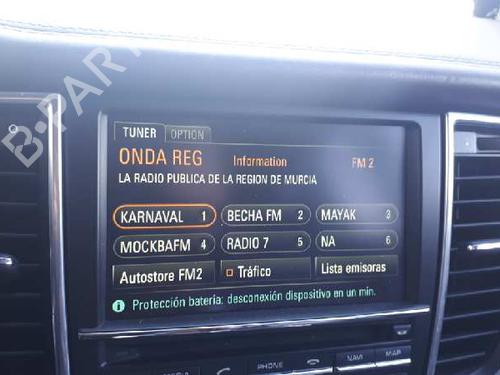 TUNER OPTION
ONDA REG Information FM 2
LA RADIO PUBLICA DE LA REGION DE MURCIA
KARNAVAL 1 BECHA FM 2 MAYAK 3
MOCKBAFM 4 RADIO 7 5 NA 6
Autostore FM2 Tráfico Lista emisoras
Protección batería: desconexión dispositivo en un min.
PHONE NAVI MAP
B-PARTS